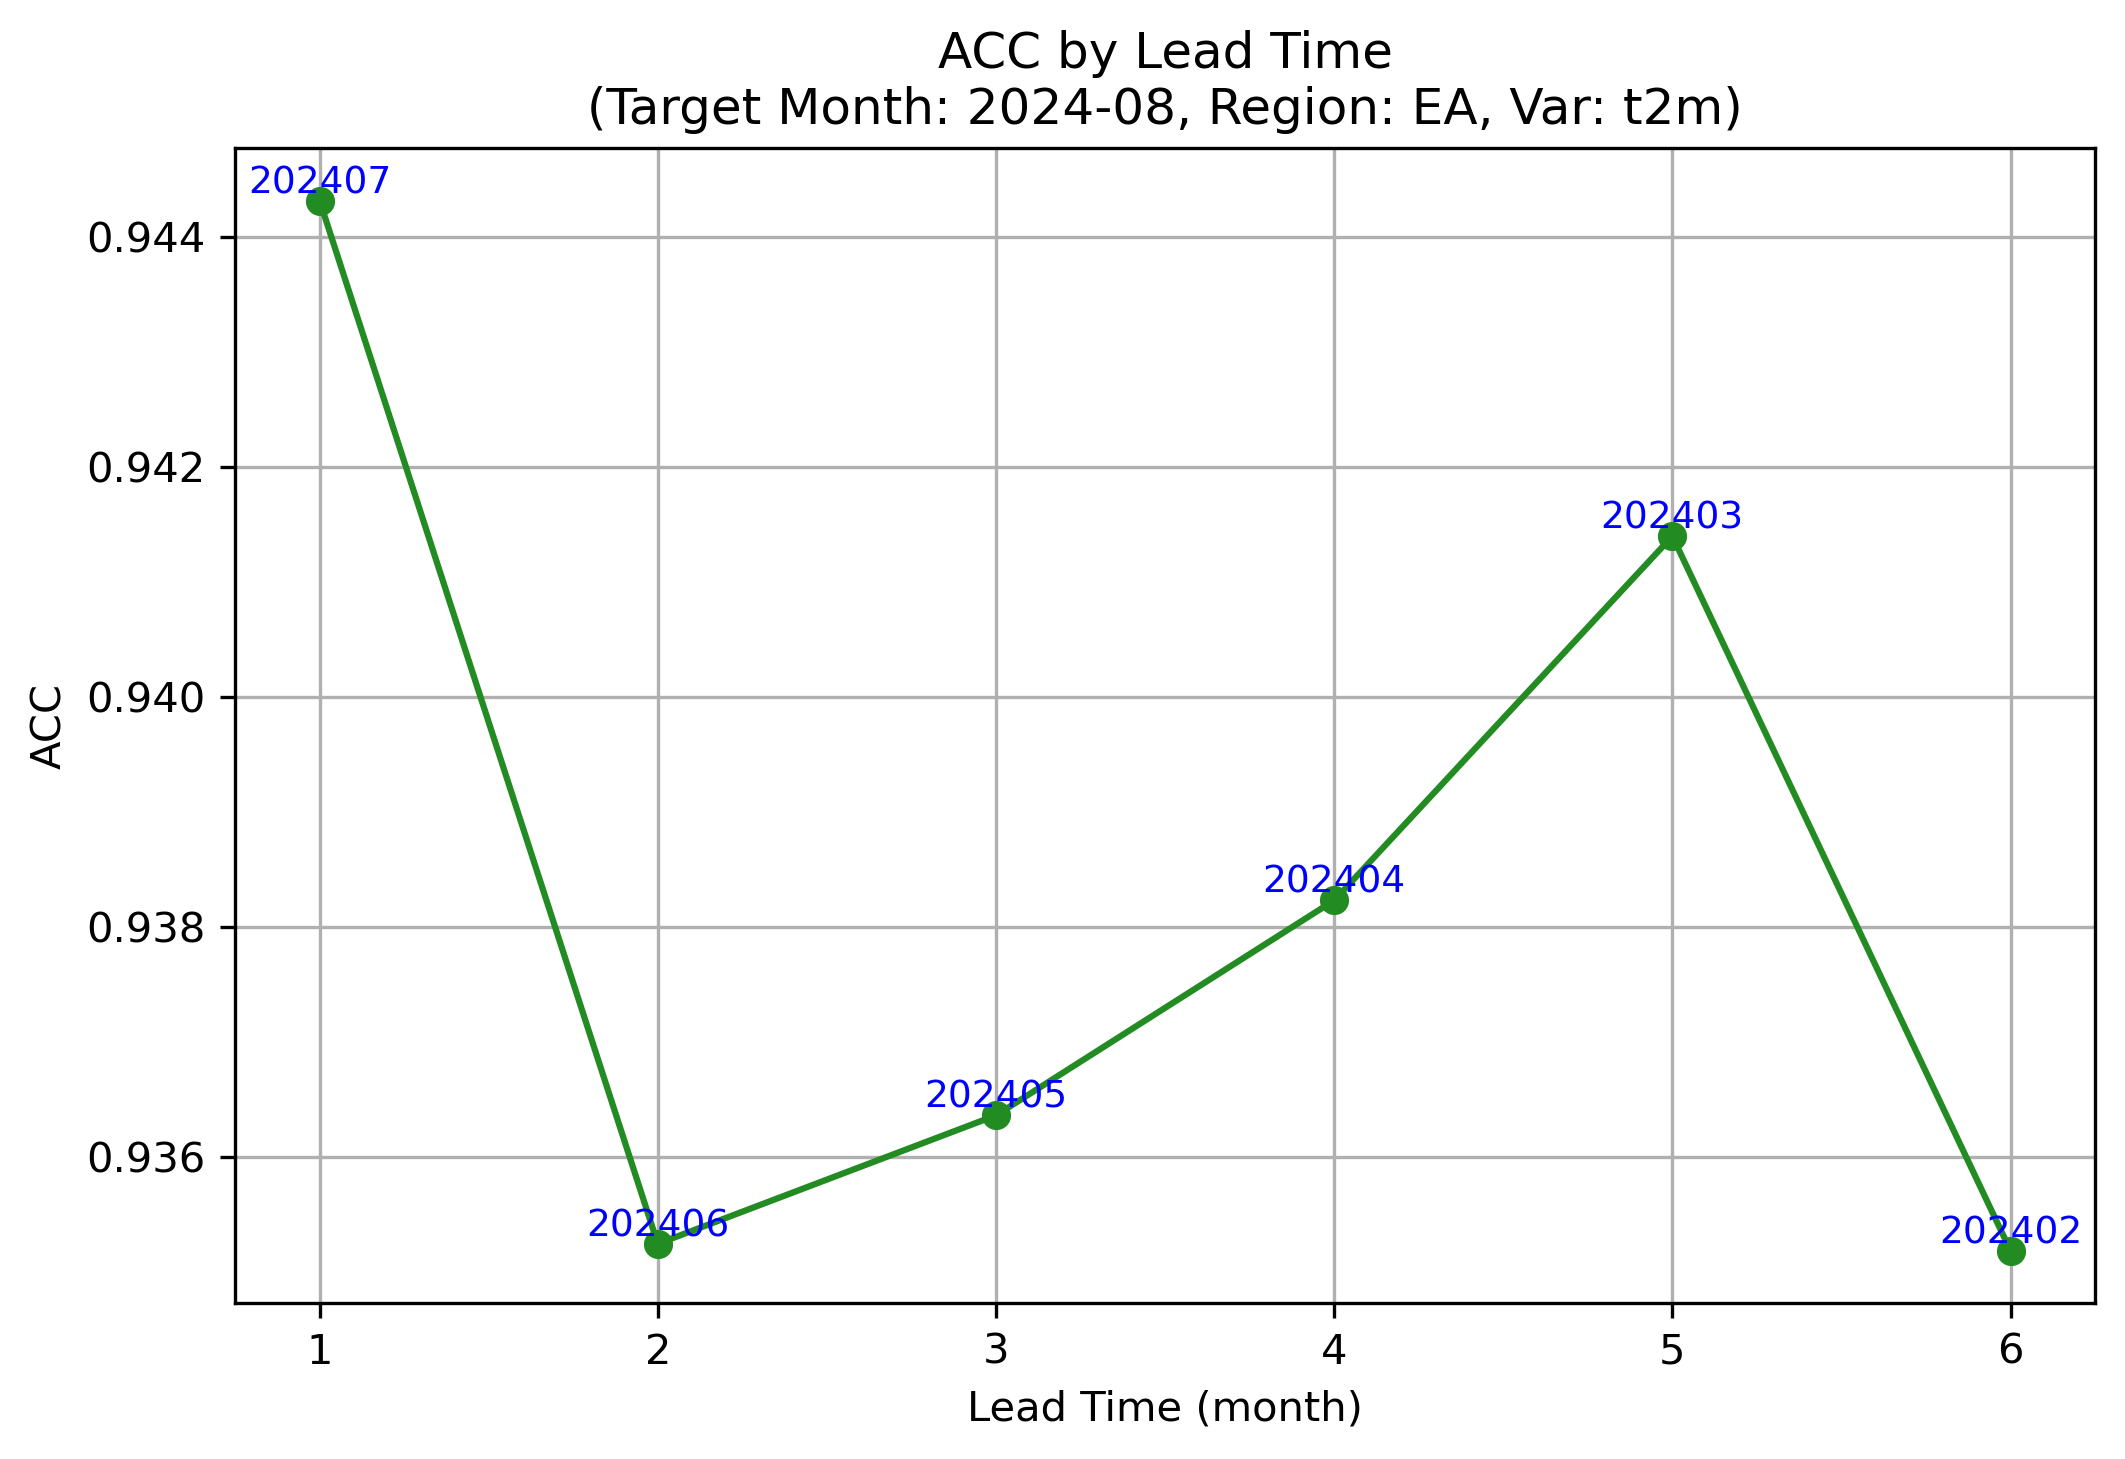 ACC by Lead Time
(Target Month: 2024-08, Region: EA, Var: t2m)
202407
0.944
0.942
202403
0.940
ACC
202404
0.938
202405
0.936
202406
202402
1 2 3 4 5 6
Lead Time (month)